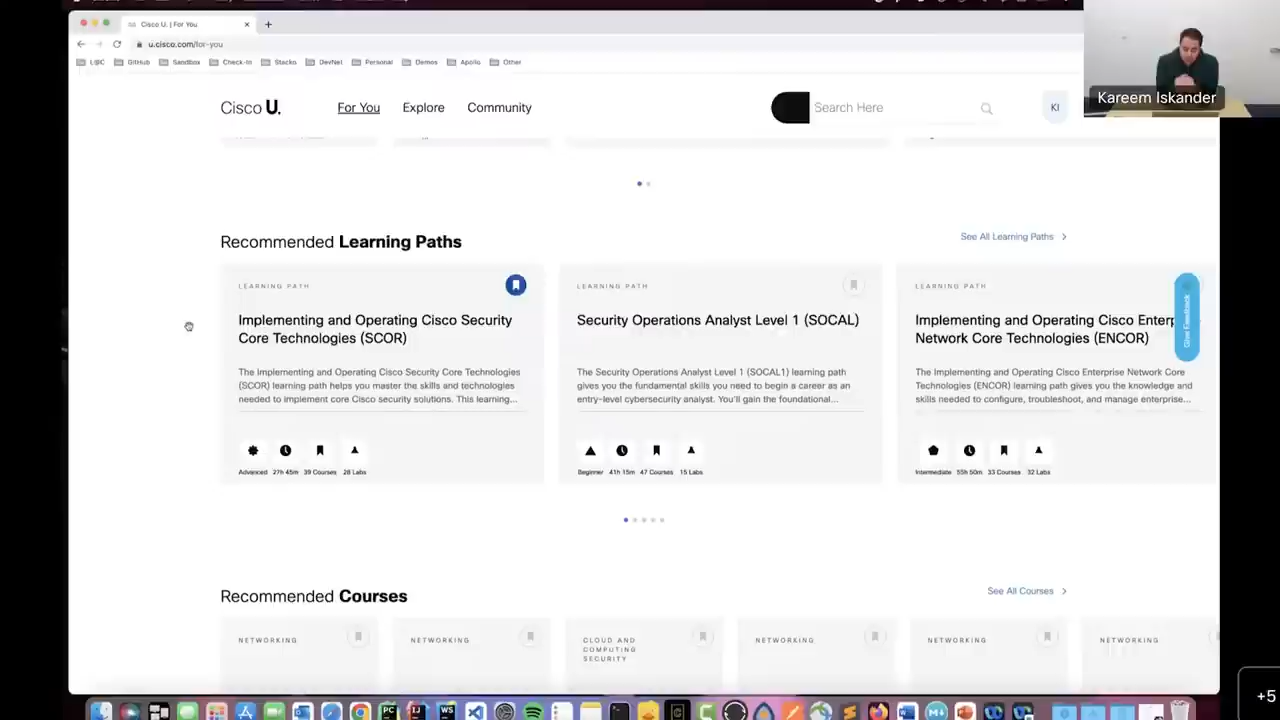 Cisco U. | For You
u.cisco.com/for-you
GitHub
Sandbox
Check-In
Stacks
DevNet
Personal
Demos
Apollo
Other
Cisco U.
For You
Explore
Community
Search Here
KI
Kareem Iskander
Recommended Learning Paths
See All Learning Paths
LEARNING PATH
Implementing and Operating Cisco Security
Core Technologies (SCOR)
The Implementing and Operating Cisco Security Core Technologies
(SCOR) learning path helps you master the skills and technologies
needed to implement core Cisco security solutions. This learning...
Advanced 27h 45m 39 Courses 28 Labs
LEARNING PATH
Security Operations Analyst Level 1 (SOCAL)
The Security Operations Analyst Level 1 (SOCAL1) learning path
gives you the fundamental skills you need to begin a career as an
entry-level cybersecurity analyst. You'll gain the foundational...
Beginner 41h 15m 47 Courses 15 Labs
LEARNING PATH
Implementing and Operating Cisco Enterp
Network Core Technologies (ENCOR)
The Implementing and Operating Cisco Enterprise Network Core
Technologies (ENCOR) learning path gives you the knowledge and
skills needed to configure, troubleshoot, and manage enterprise...
Intermediate 55h 50m 33 Courses 32 Labs
Give Feedback
Recommended Courses
See All Courses
NETWORKING
NETWORKING
CLOUD AND
COMPUTING
SECURITY
NETWORKING
NETWORKING
NETWORKING
+5